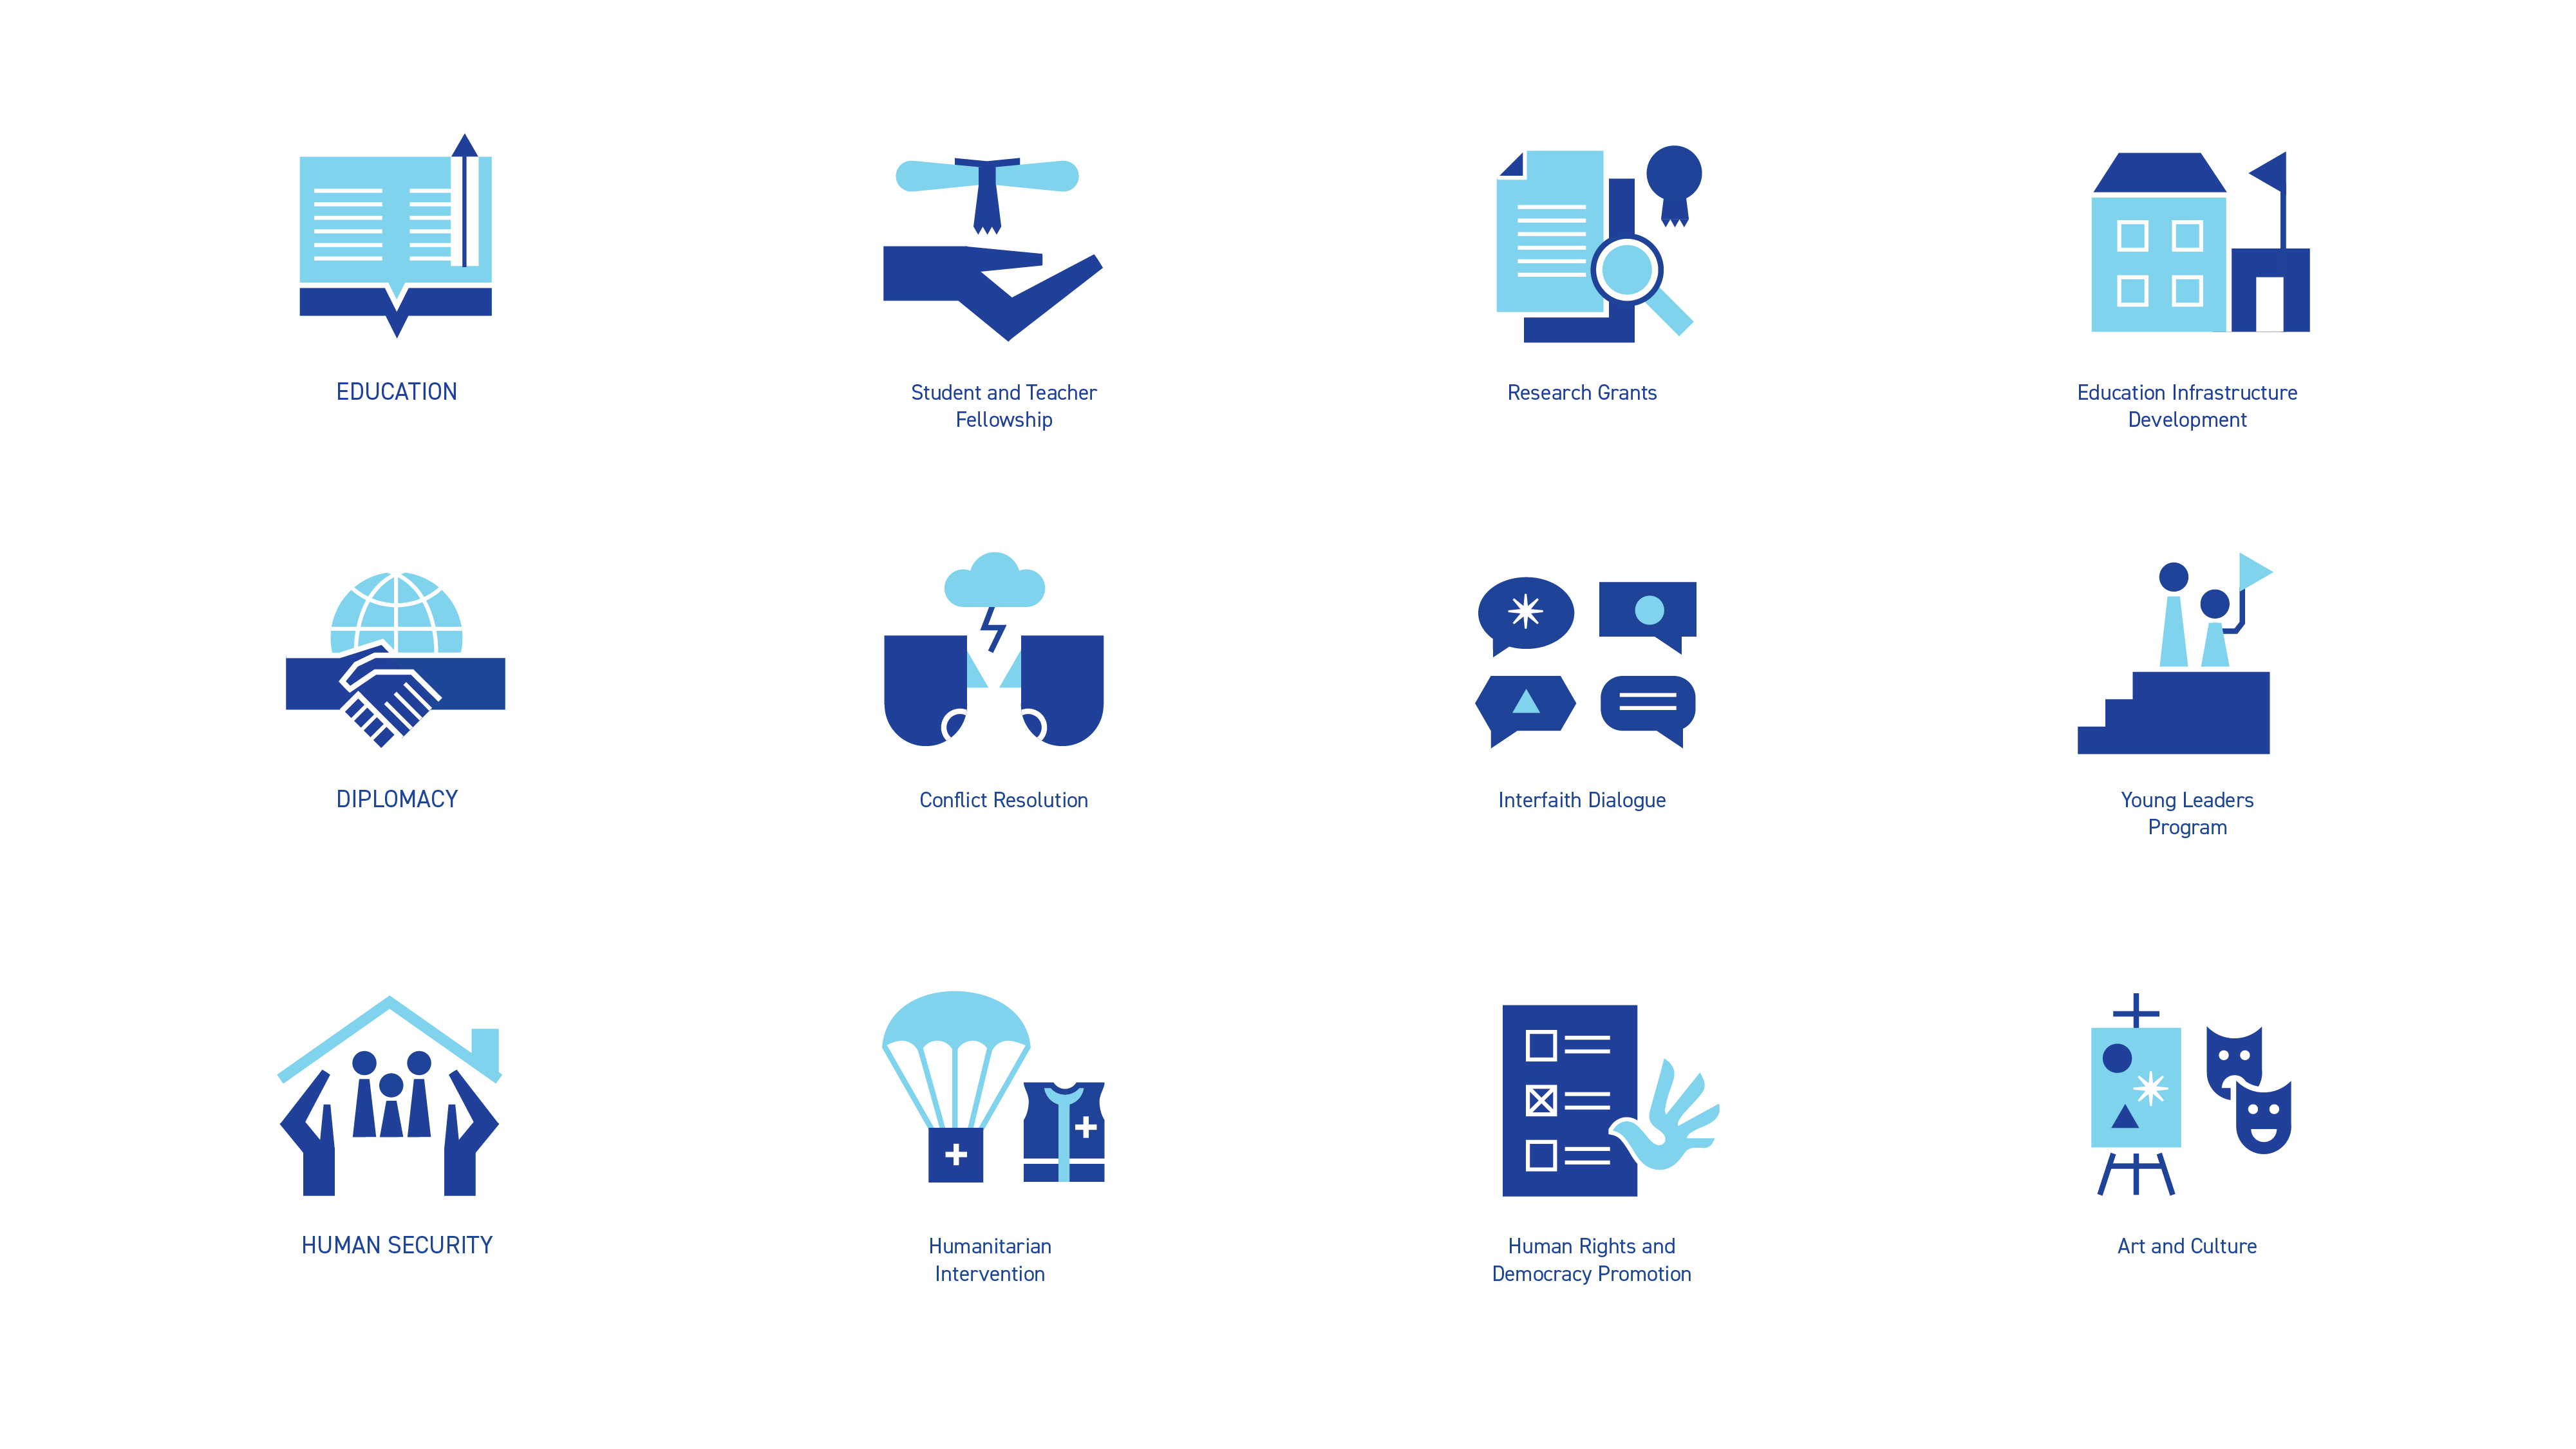 EDUCATION
Student and Teacher
Fellowship
Research Grants
Education Infrastructure
Development
DIPLOMACY
Conflict Resolution
Interfaith Dialogue
Young Leaders
Program
HUMAN SECURITY
Humanitarian
Intervention
Human Rights and
Democracy Promotion
Art and Culture